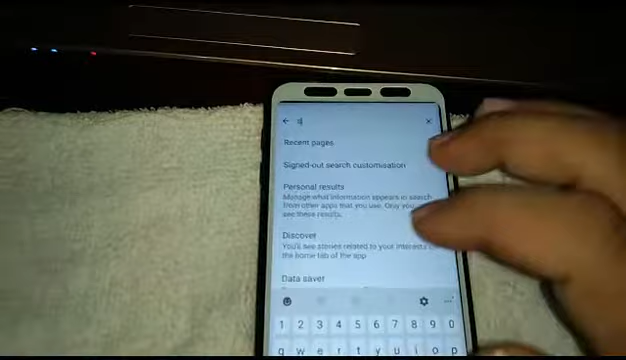 Recent pages
Signed-out search customisation
Personal results
Manage what information appears in search
from other apps that you use. Only you
see these results.
Discover
You'll see stories related to your interests
the home tab of the app
Data saver
1 2 3 4 5 6 7 8 9 0
q w e r t y u i o p